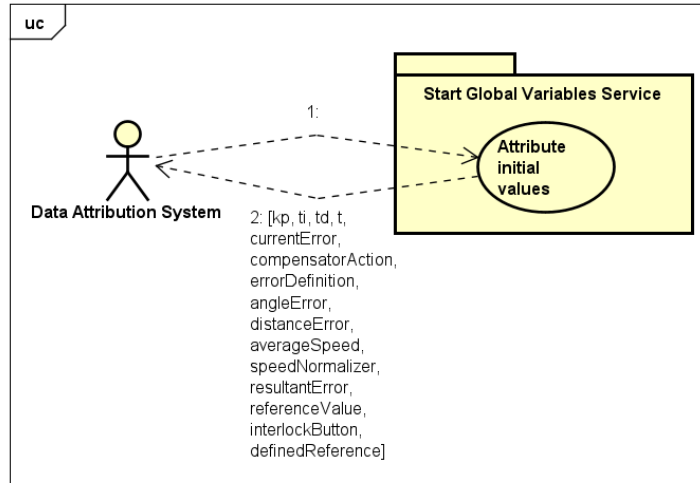 uc
Start Global Variables Service
1:
Attribute
initial
values
Data Attribution System
2: [kp, ti, td, t,
currentError,
compensatorAction,
errorDefinition,
angleError,
distanceError,
averageSpeed,
speedNormalizer,
resultantError,
referenceValue,
interlockButton,
definedReference]